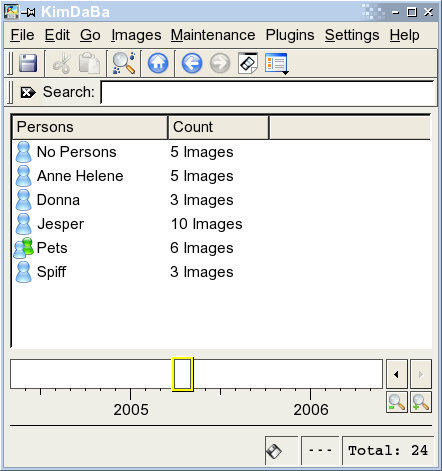 KimDaBa
File Edit Go Images Maintenance Plugins Settings Help
Search:
Persons Count
No Persons 5 Images
Anne Helene 5 Images
Donna 3 Images
Jesper 10 Images
Pets 6 Images
Spiff 3 Images
2005 2006
--- Total: 24